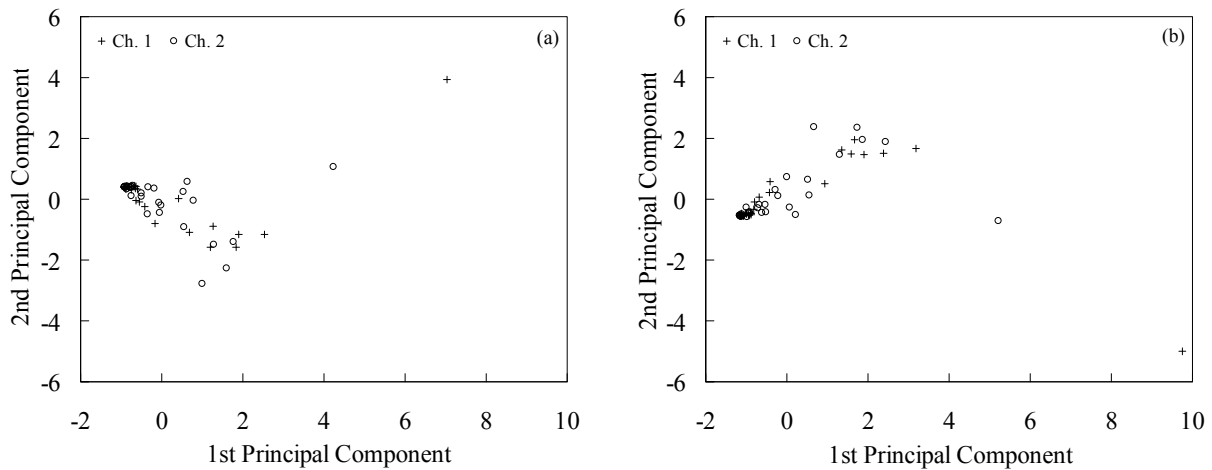 6
4
2
0
-2
-4
-6
-2 0 2 4 6 8 10
1st Principal Component
2nd Principal Component
+ Ch. 1 ○ Ch. 2
(a)
6
4
2
0
-2
-4
-6
-2 0 2 4 6 8 10
1st Principal Component
2nd Principal Component
+ Ch. 1 ○ Ch. 2
(b)